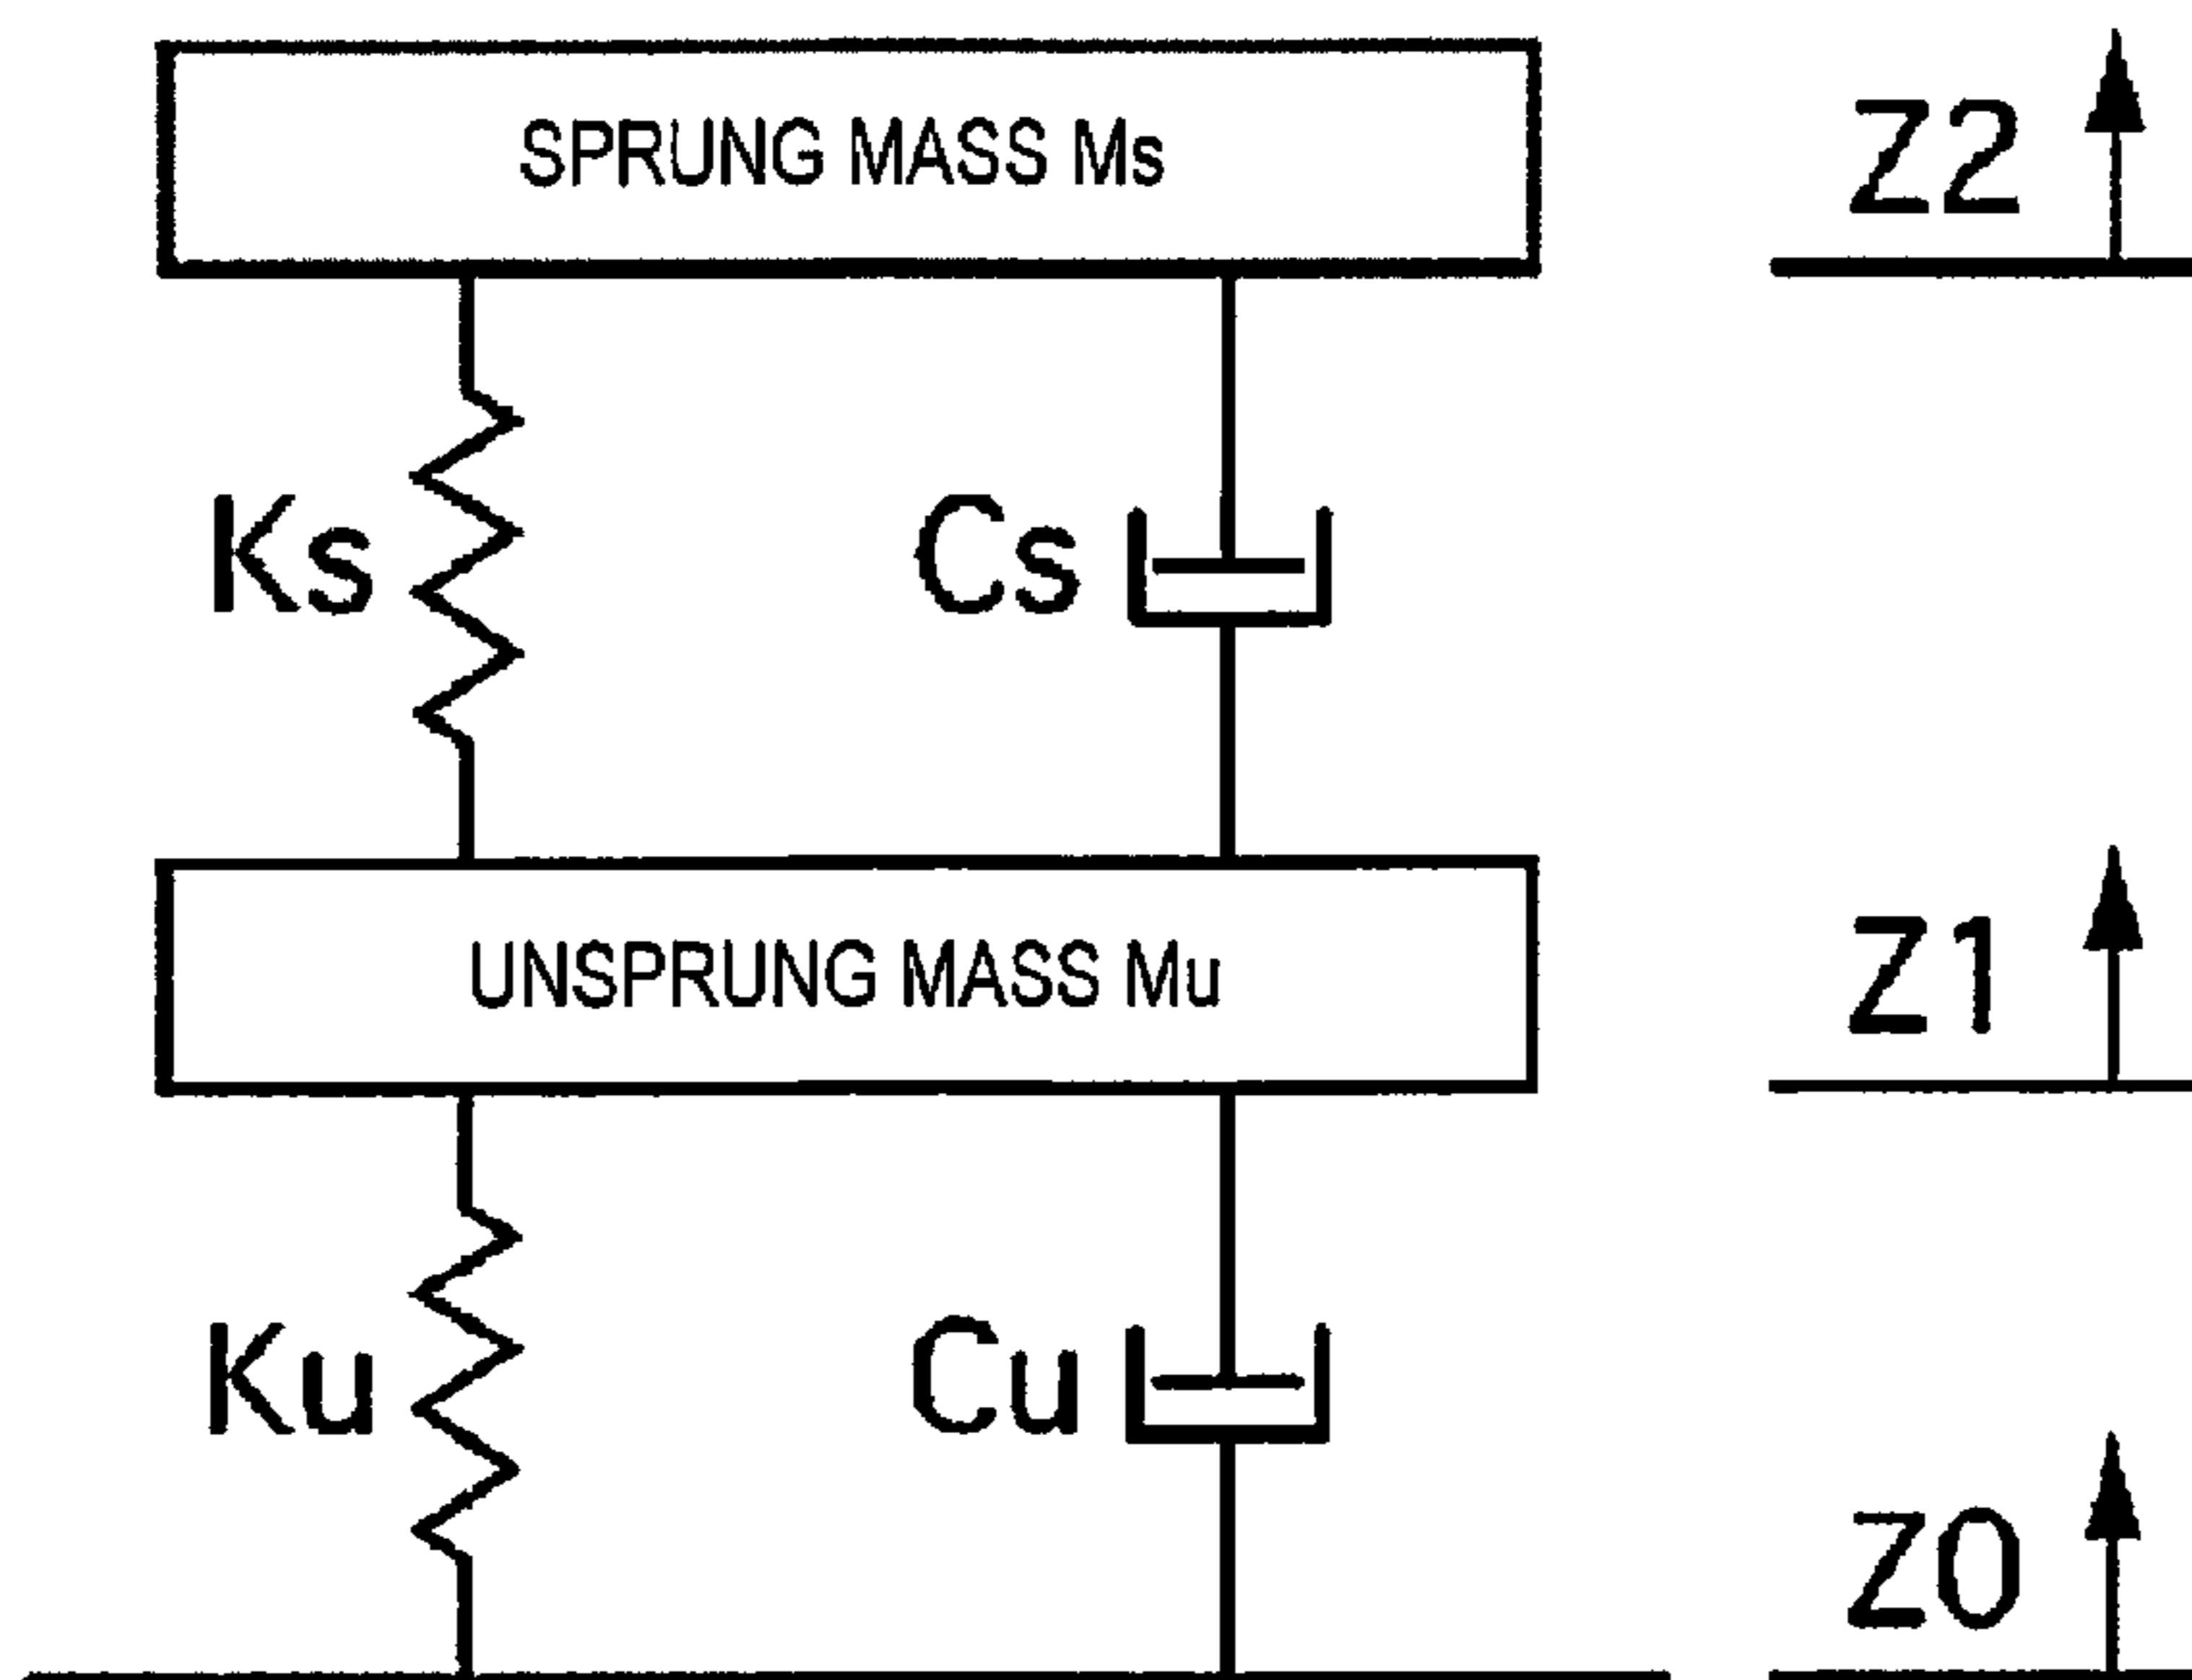 SPRUNG MASS Ms
Z2
Ks
Cs
UNSPRUNG MASS Mu
Z1
Ku
Cu
Z0